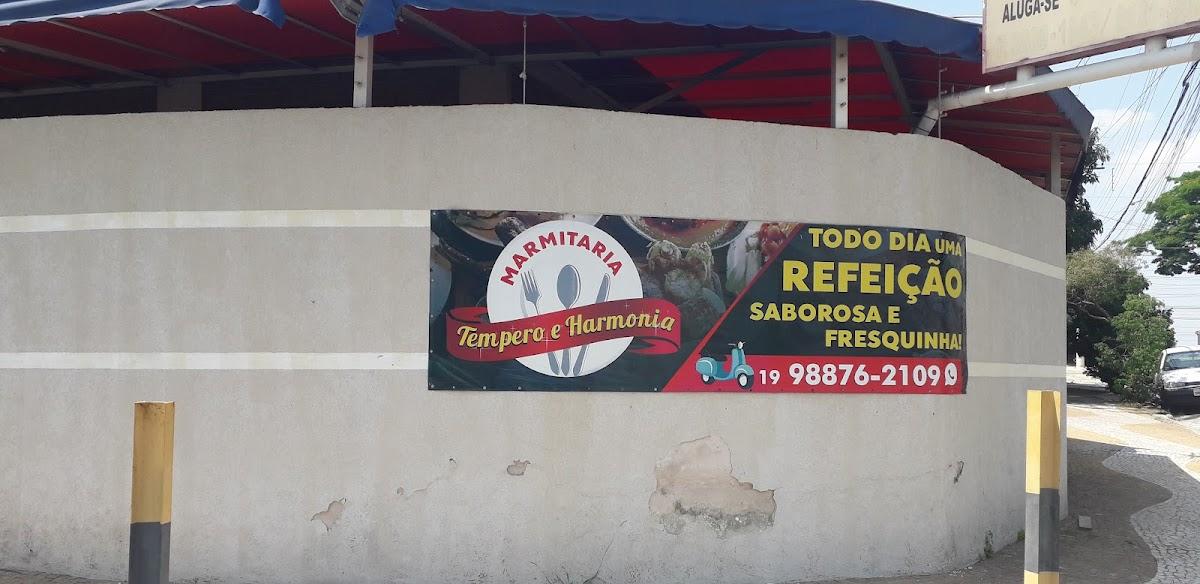 ALUGA-SE
MARMITARIA
Tempero e Harmonia
TODO DIA UMA
REFEIÇÃO
SABOROSA E
FRESQUINHA!
19 98876-2109